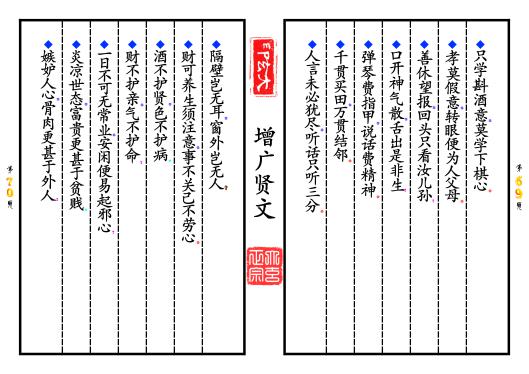 只学斟酒意莫学下棋心
孝莫假意转眼便为人父母
善休望报回头只看汝儿孙
口开神气散舌出是非生
弹琴费指甲说话费精神
千贯买田万贯结邻
人言未必犹尽听话只听三分
第69页
增广贤文
隔壁岂无耳窗外岂无人
财可养生须注意事不关己不劳心
酒不护贤色不护病
财不护亲气不护命
一日不可无常业安闲便易起邪心
炎凉世态富贵更甚于贫贱
嫉妒人心骨肉更甚于外人
第70页